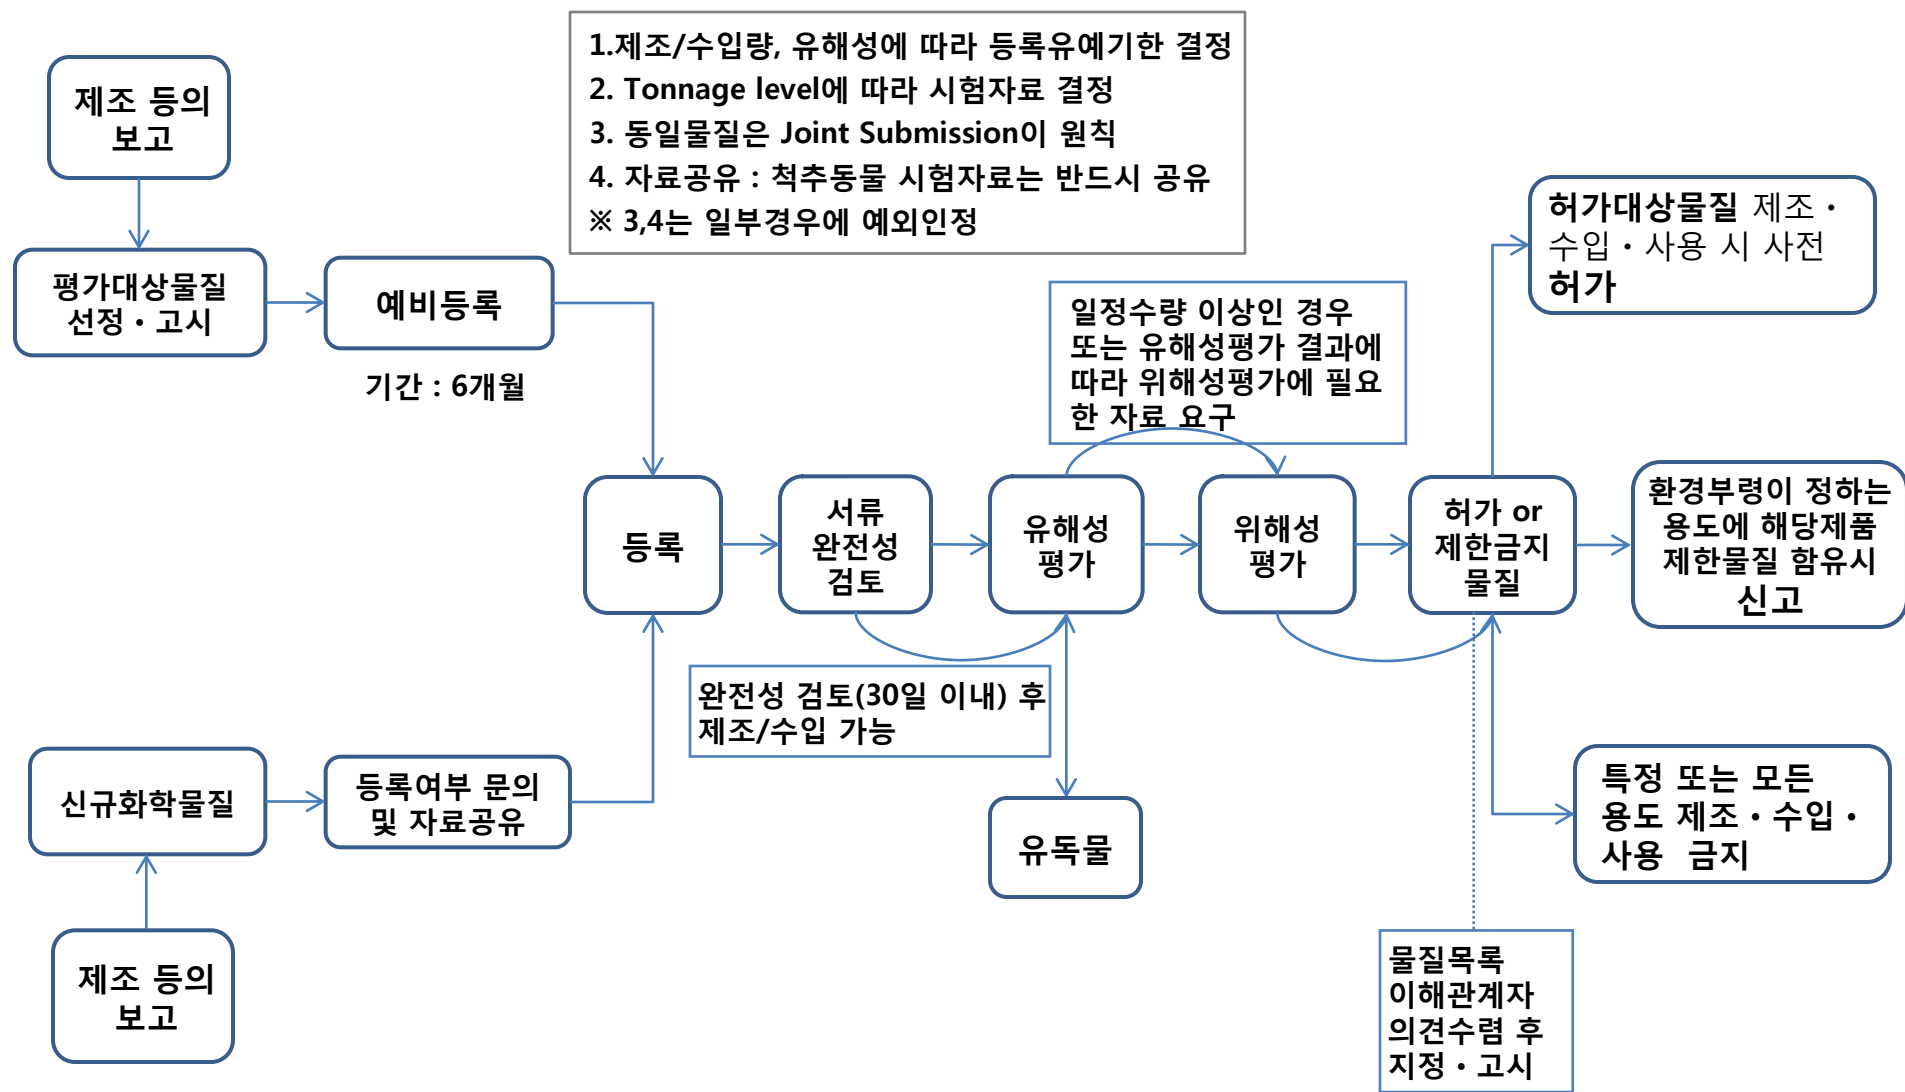 1.제조/수입량, 유해성에 따라 등록유예기한 결정
2. Tonnage level에 따라 시험자료 결정
3. 동일물질은 Joint Submission이 원칙
4. 자료공유 : 척추동물 시험자료는 반드시 공유
※ 3,4는 일부경우에 예외인정
제조 등의
보고
평가대상물질
선정・고시
예비등록
기간 : 6개월
일정수량 이상인 경우
또는 유해성평가 결과에
따라 위해성평가에 필요
한 자료 요구
허가대상물질 제조・
수입・사용 시 사전
허가
등록
서류
완전성
검토
유해성
평가
위해성
평가
허가 or
제한금지
물질
환경부령이 정하는
용도에 해당제품
제한물질 함유시
신고
완전성 검토(30일 이내) 후
제조/수입 가능
신규화학물질
등록여부 문의
및 자료공유
유독물
특정 또는 모든
용도 제조・수입・
사용 금지
제조 등의
보고
물질목록
이해관계자
의견수렴 후
지정・고시